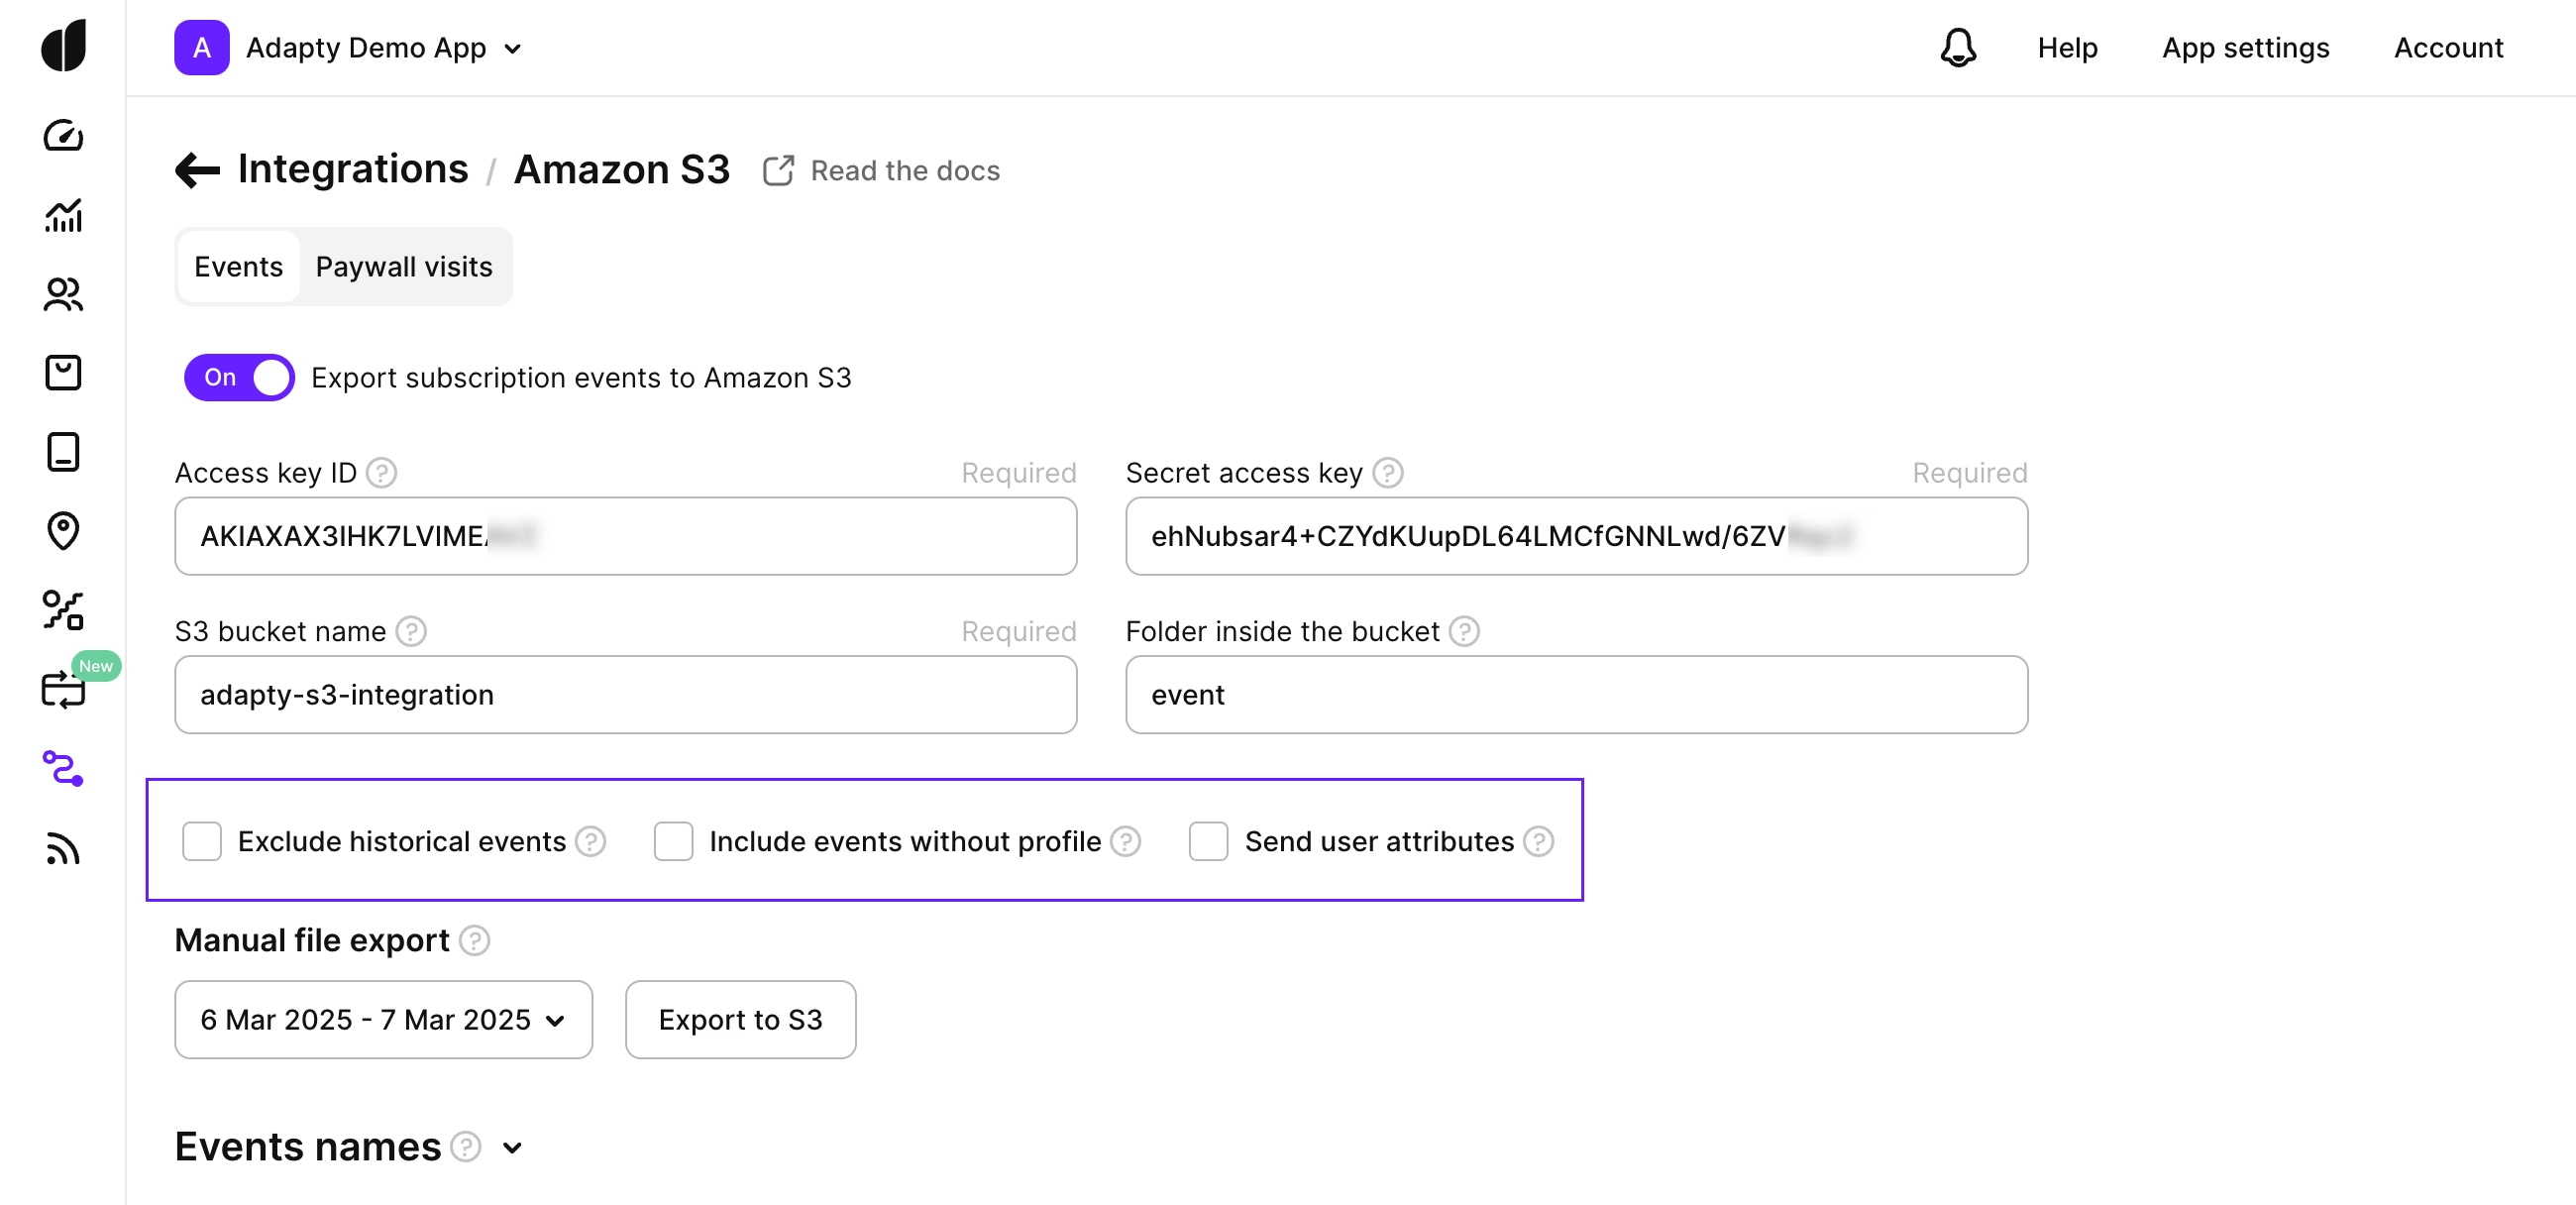 A Adapty Demo App Help App settings Account
Integrations / Amazon S3 Read the docs
Events Paywall visits
On Export subscription events to Amazon S3
Access key ID ? Required Secret access key ? Required
AKIAXAX3IHK7LVIME ehNubsar4+CZYdKUupDL64LMCfGNNLwd/6ZV
S3 bucket name ? Required Folder inside the bucket ?
adapty-s3-integration event
New
Exclude historical events ? Include events without profile ? Send user attributes ?
Manual file export ?
6 Mar 2025 - 7 Mar 2025 Export to S3
Events names ?